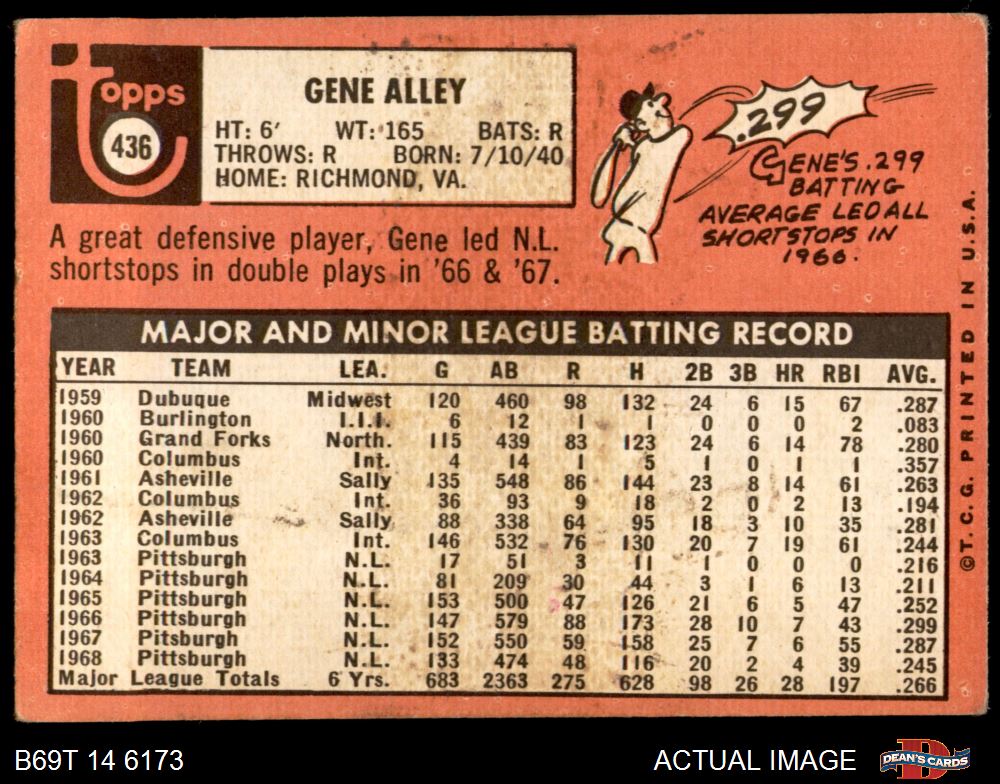 Topps
436
GENE ALLEY
HT: 6' WT: 165 BATS: R
THROWS: R BORN: 7/10/40
HOME: RICHMOND, VA.
.299
GENE'S .299
BATTING
AVERAGE LED ALL
SHORTSTOPS IN
1966.
A great defensive player, Gene led N.L.
shortstops in double plays in '66 & '67.
MAJOR AND MINOR LEAGUE BATTING RECORD
YEAR TEAM LEA. G AB R H 2B 3B HR RBI AVG.
1959 Dubuque Midwest 120 460 98 132 24 6 15 67 .287
1960 Burlington I.I.I. 6 12 1 1 0 0 0 2 .083
1960 Grand Forks North. 115 439 83 123 24 6 14 78 .280
1960 Columbus Int. 4 14 1 5 1 0 1 1 .357
1961 Asheville Sally 135 548 86 144 23 8 14 61 .263
1962 Columbus Int. 36 93 9 18 2 0 2 13 .194
1962 Asheville Sally 88 338 64 95 18 3 10 35 .281
1963 Columbus Int. 146 532 76 130 20 7 19 61 .244
1963 Pittsburgh N.L. 17 51 3 11 1 0 0 0 .216
1964 Pittsburgh N.L. 81 209 30 44 3 1 6 13 .211
1965 Pittsburgh N.L. 153 500 47 126 21 6 5 47 .252
1966 Pittsburgh N.L. 147 579 88 173 28 10 7 43 .299
1967 Pitsburgh N.L. 152 550 59 158 25 7 6 55 .287
1968 Pittsburgh N.L. 133 474 48 116 20 2 4 39 .245
Major League Totals 6 Yrs. 683 2363 275 628 98 26 28 197 .266
©T. C. G. PRINTED IN U.S.A.
B69T 14 6173
ACTUAL IMAGE
D
DEAN'S CARDS